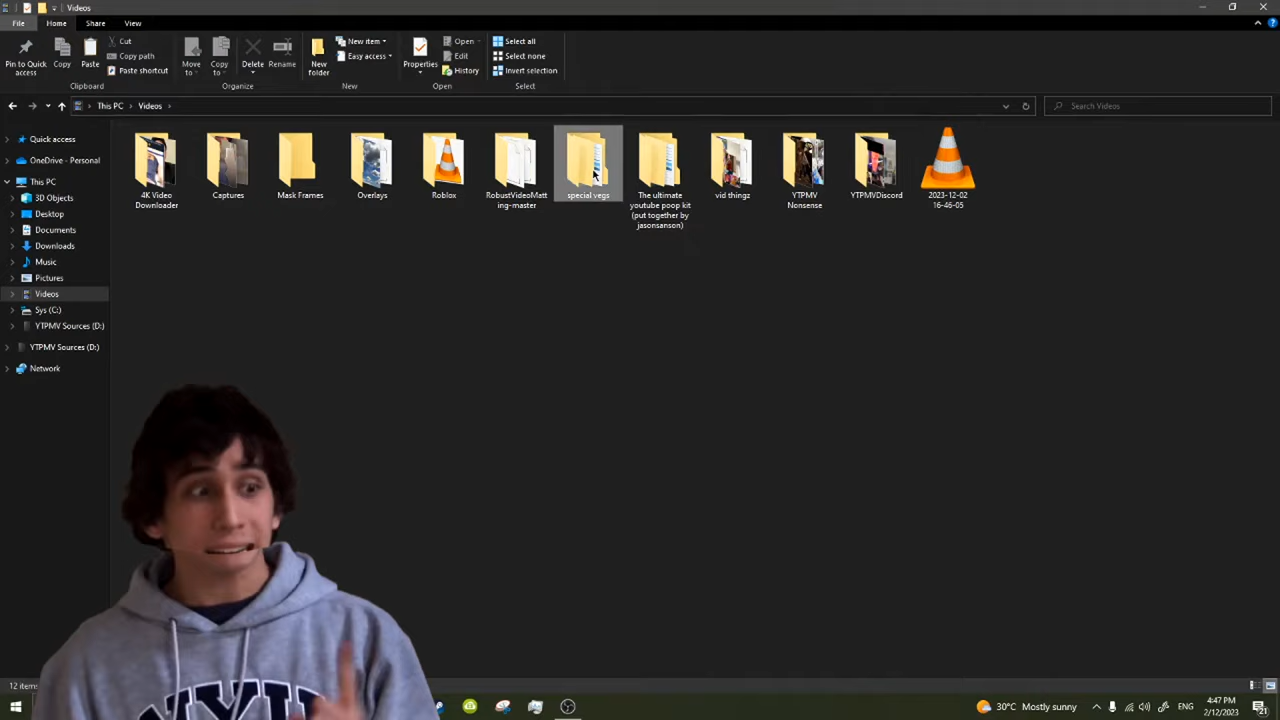 Videos
File
Home
Share
View
Pin to Quick access
Copy
Paste
Cut
Copy path
Paste shortcut
Clipboard
Move to
Copy to
Delete
Rename
Organize
New folder
New item
Easy access
New
Properties
Open
Edit
History
Open
Select all
Select none
Invert selection
Select
This PC
Videos
Search Videos
Quick access
OneDrive - Personal
This PC
3D Objects
Desktop
Documents
Downloads
Music
Pictures
Videos
Sys (C:)
YTPMV Sources (D:)
YTPMV Sources (D:)
Network
4K Video
Downloader
Captures
Mask Frames
Overlays
Roblox
RobustVideoMatt
ing-master
special vegs
The ultimate
youtube poop kit
(put together by
jasonsanson)
vid thingz
YTPMV
Nonsense
YTPMVDiscord
2023-12-02
16-46-05
12 items
30°C Mostly sunny
ENG
4:47 PM
2/12/2023
21